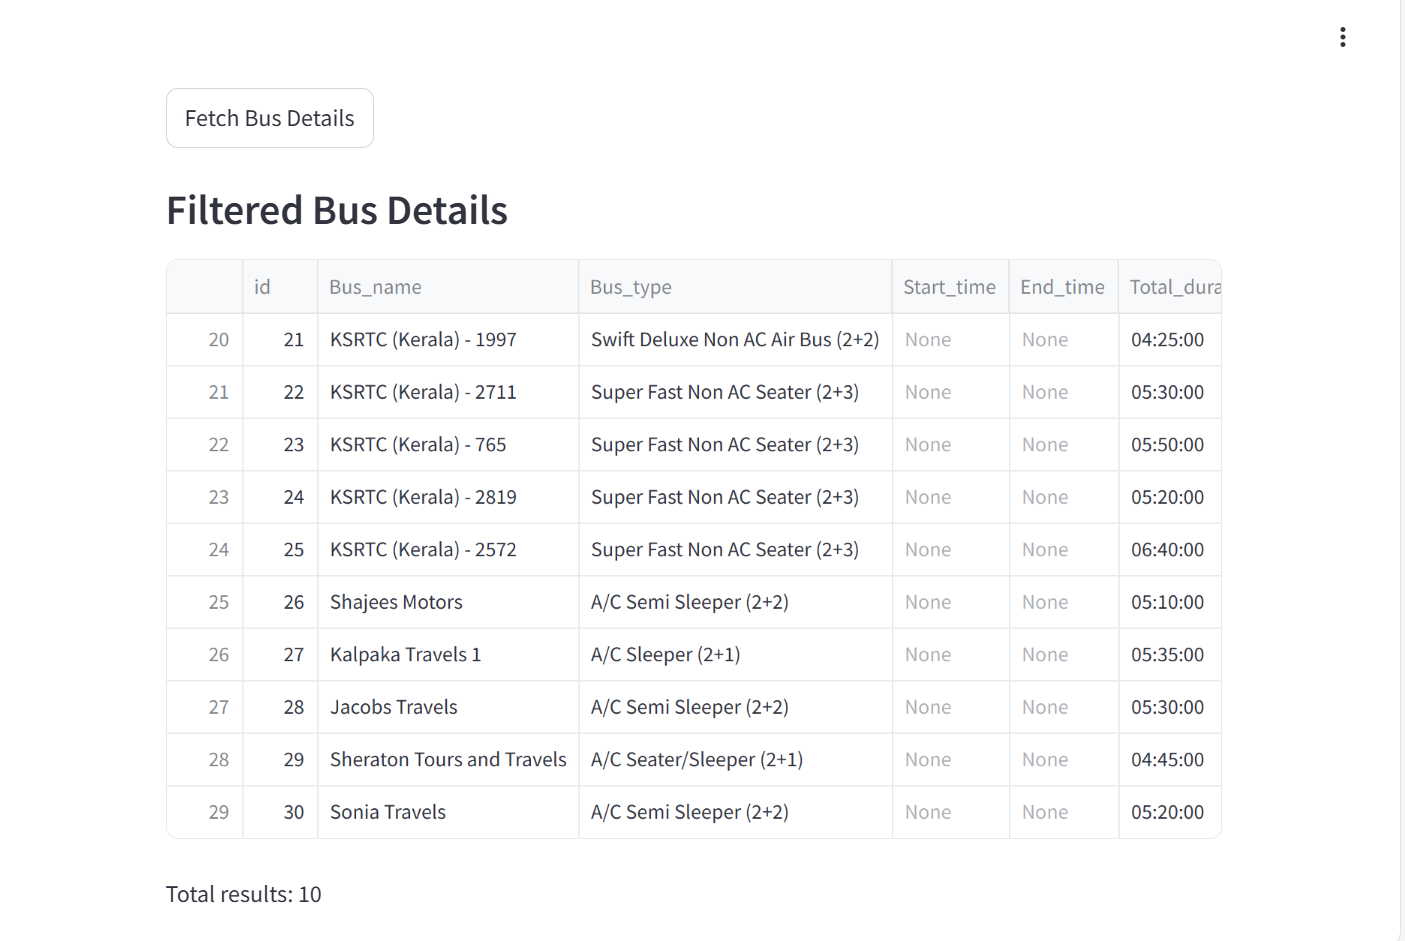 Fetch Bus Details
Filtered Bus Details
id Bus_name Bus_type Start_time End_time Total_dura
20 21 KSRTC (Kerala) - 1997 Swift Deluxe Non AC Air Bus (2+2) None None 04:25:00
21 22 KSRTC (Kerala) - 2711 Super Fast Non AC Seater (2+3) None None 05:30:00
22 23 KSRTC (Kerala) - 765 Super Fast Non AC Seater (2+3) None None 05:50:00
23 24 KSRTC (Kerala) - 2819 Super Fast Non AC Seater (2+3) None None 05:20:00
24 25 KSRTC (Kerala) - 2572 Super Fast Non AC Seater (2+3) None None 06:40:00
25 26 Shajees Motors A/C Semi Sleeper (2+2) None None 05:10:00
26 27 Kalpaka Travels 1 A/C Sleeper (2+1) None None 05:35:00
27 28 Jacobs Travels A/C Semi Sleeper (2+2) None None 05:30:00
28 29 Sheraton Tours and Travels A/C Seater/Sleeper (2+1) None None 04:45:00
29 30 Sonia Travels A/C Semi Sleeper (2+2) None None 05:20:00
Total results: 10